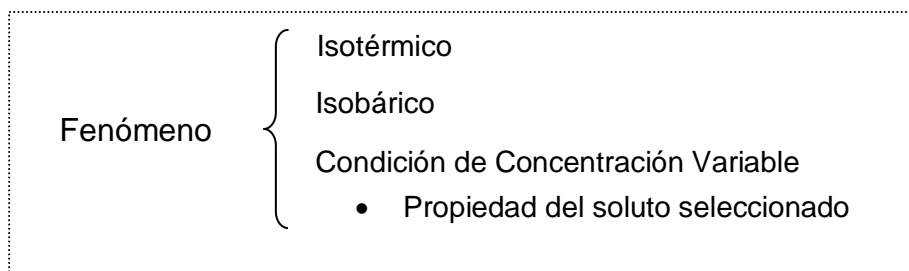 Isotérmico
Isobárico
Fenómeno
Condición de Concentración Variable
• Propiedad del soluto seleccionado